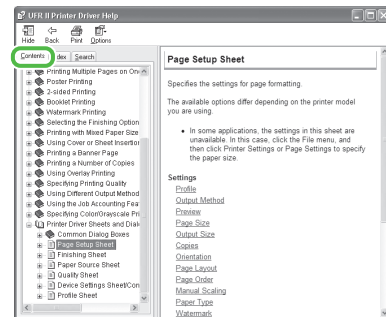 UFR II Printer Driver Help
Hide Back Print Options
Contents dex Search
Printing Multiple Pages on One
Poster Printing
2-sided Printing
Booklet Printing
Watermark Printing
Selecting the Finishing Option
Printing with Mixed Paper Size
Using Cover or Sheet Insertion
Printing a Banner Page
Printing a Number of Copies
Using Overlay Printing
Specifying Printing Quality
Using Different Output Method
Using the Job Accounting Feat
Specifying Color/Grayscale Pri
Printer Driver Sheets and Dialo
Common Dialog Boxes
Page Setup Sheet
Finishing Sheet
Paper Source Sheet
Quality Sheet
Device Settings Sheet/Con
Profile Sheet
Page Setup Sheet
Specifies the settings for page formatting.
The available options differ depending on the printer model
you are using.
• In some applications, the settings in this sheet are
unavailable. In this case, click the File menu, and
then click Printer Settings or Page Settings to specify
the paper size.
Settings
Profile
Output Method
Preview
Page Size
Output Size
Copies
Orientation
Page Layout
Page Order
Manual Scaling
Paper Type
Watermark